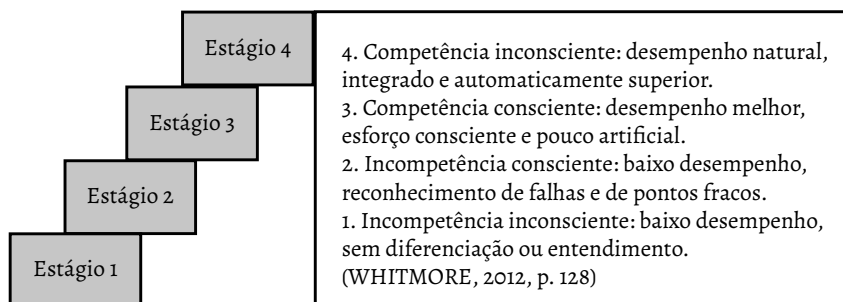 Estágio 4
Estágio 3
Estágio 2
Estágio 1
4. Competência inconsciente: desempenho natural,
integrado e automaticamente superior.
3. Competência consciente: desempenho melhor,
esforço consciente e pouco artificial.
2. Incompetência consciente: baixo desempenho,
reconhecimento de falhas e de pontos fracos.
1. Incompetência inconsciente: baixo desempenho,
sem diferenciação ou entendimento.
(WHITMORE, 2012, p. 128)